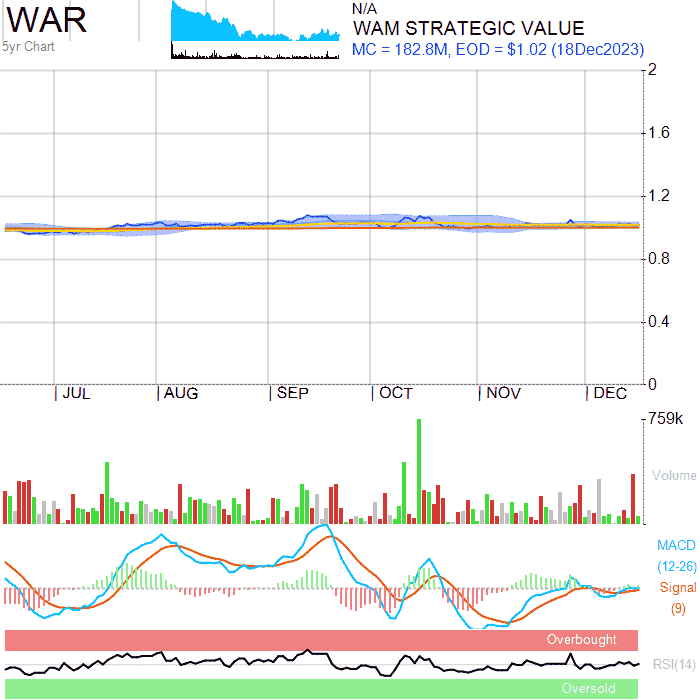 WAR
5yr Chart
N/A
WAM STRATEGIC VALUE
MC = 182.8M, EOD = $1.02 (18Dec2023)
2
1.6
1.2
0.8
0.4
0
JUL
AUG
SEP
OCT
NOV
DEC
759k
Volume
MACD
(12-26)
Signal
(9)
Overbought
RSI(14)
Oversold